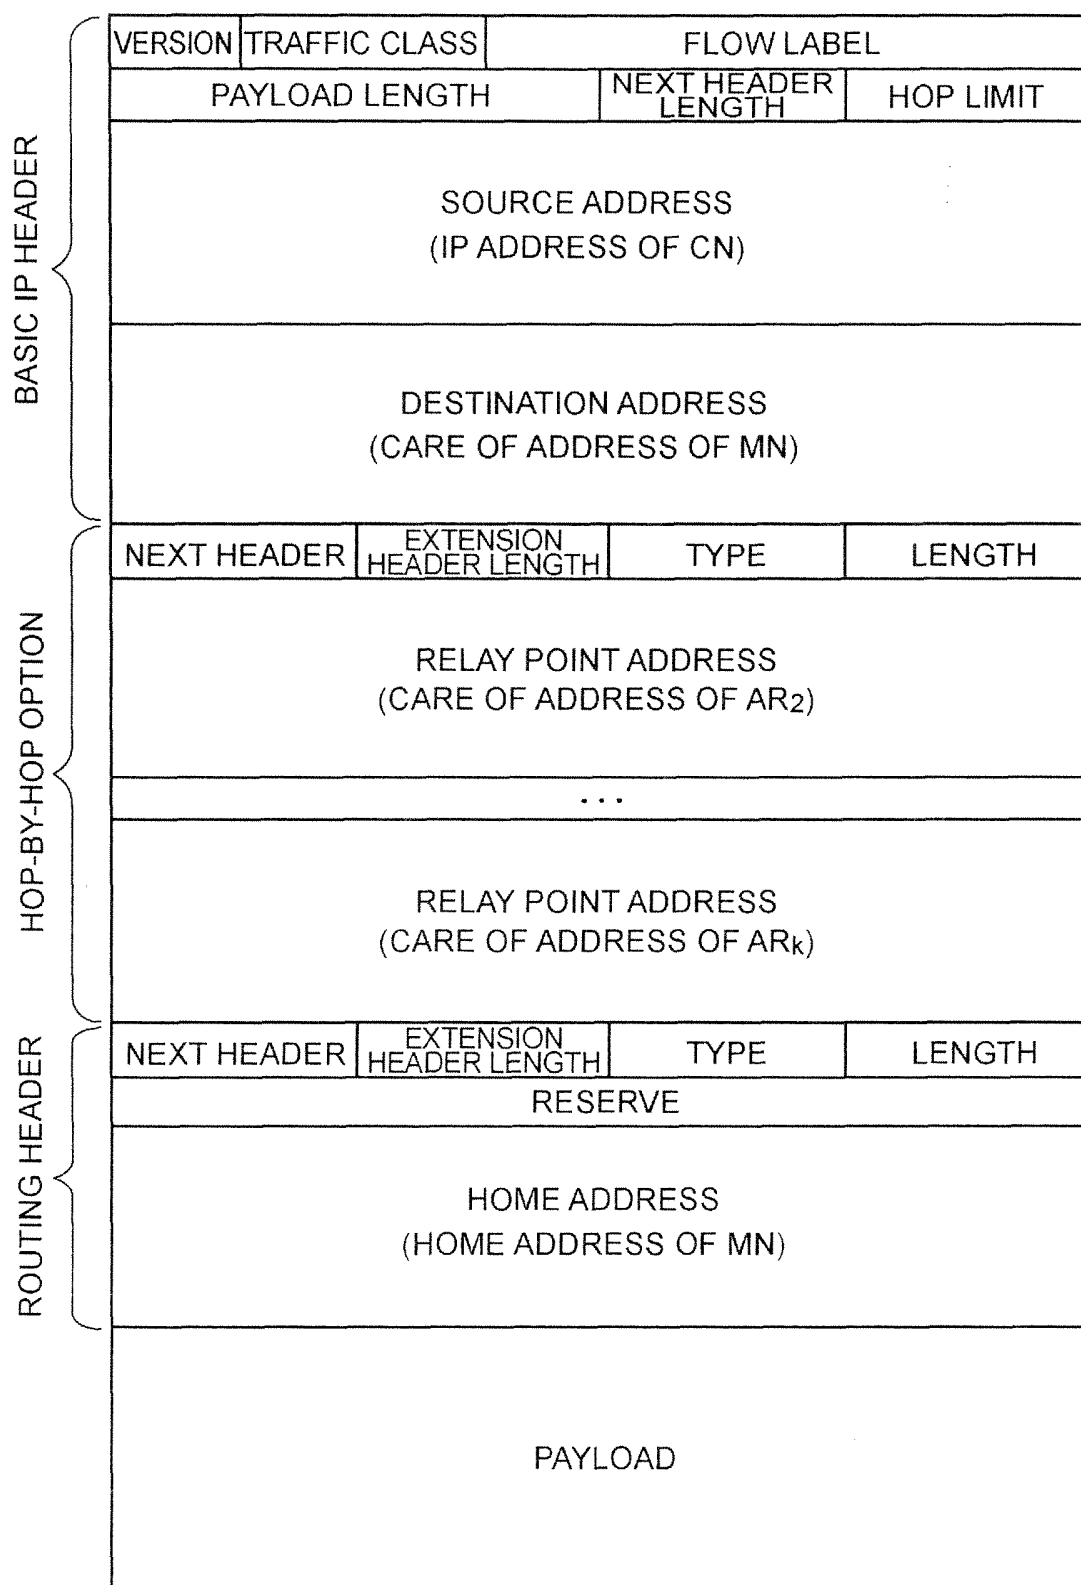 BASIC IP HEADER
VERSION TRAFFIC CLASS FLOW LABEL
PAYLOAD LENGTH NEXT HEADER LENGTH HOP LIMIT
SOURCE ADDRESS
(IP ADDRESS OF CN)
DESTINATION ADDRESS
(CARE OF ADDRESS OF MN)
HOP-BY-HOP OPTION
NEXT HEADER EXTENSION HEADER LENGTH TYPE LENGTH
RELAY POINT ADDRESS
(CARE OF ADDRESS OF AR2)
...
RELAY POINT ADDRESS
(CARE OF ADDRESS OF ARk)
ROUTING HEADER
NEXT HEADER EXTENSION HEADER LENGTH TYPE LENGTH
RESERVE
HOME ADDRESS
(HOME ADDRESS OF MN)
PAYLOAD